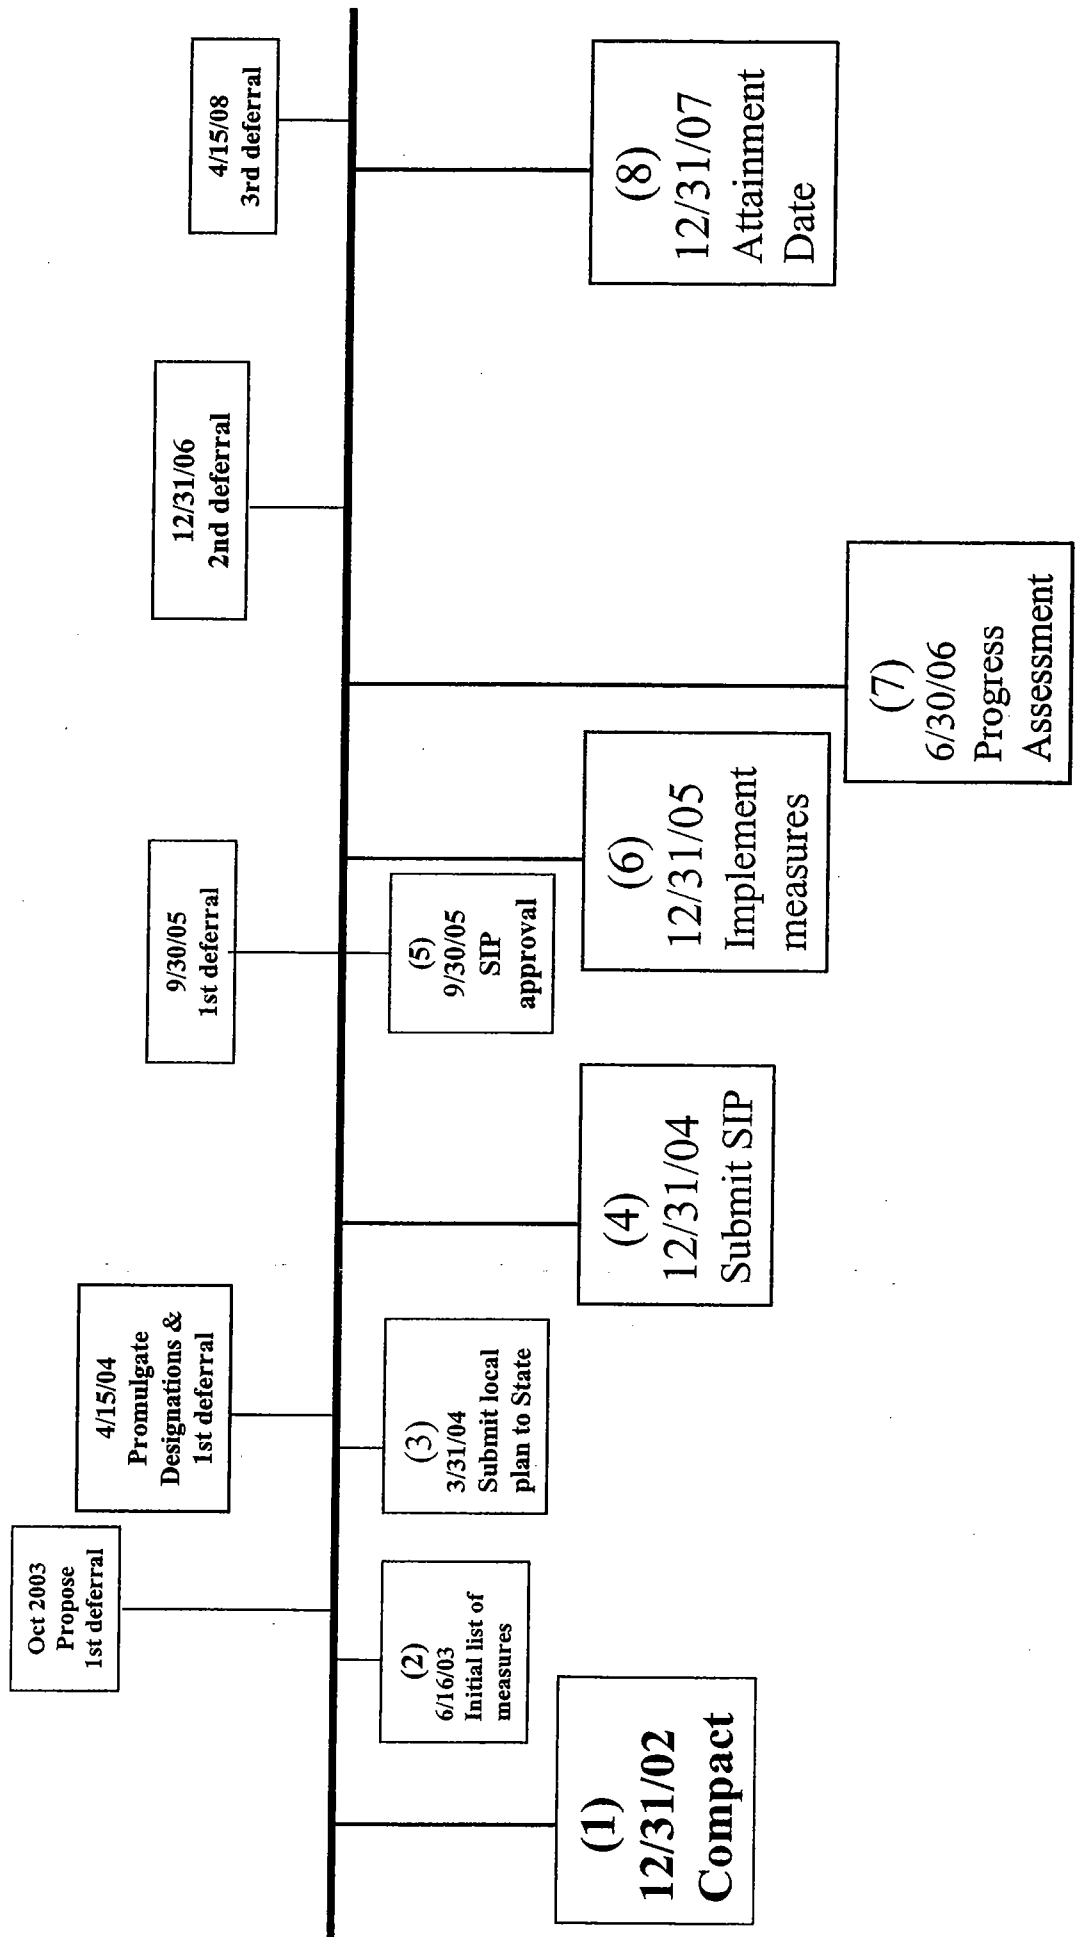 Oct 2003
Propose
1st deferral
4/15/04
Promulgate
Designations &
1st deferral
9/30/05
1st deferral
12/31/06
2nd deferral
4/15/08
3rd deferral
(1)
12/31/02
Compact
(2)
6/16/03
Initial list of
measures
(3)
3/31/04
Submit local
plan to State
(4)
12/31/04
Submit SIP
(5)
9/30/05
SIP
approval
(6)
12/31/05
Implement
measures
(7)
6/30/06
Progress
Assessment
(8)
12/31/07
Attainment
Date